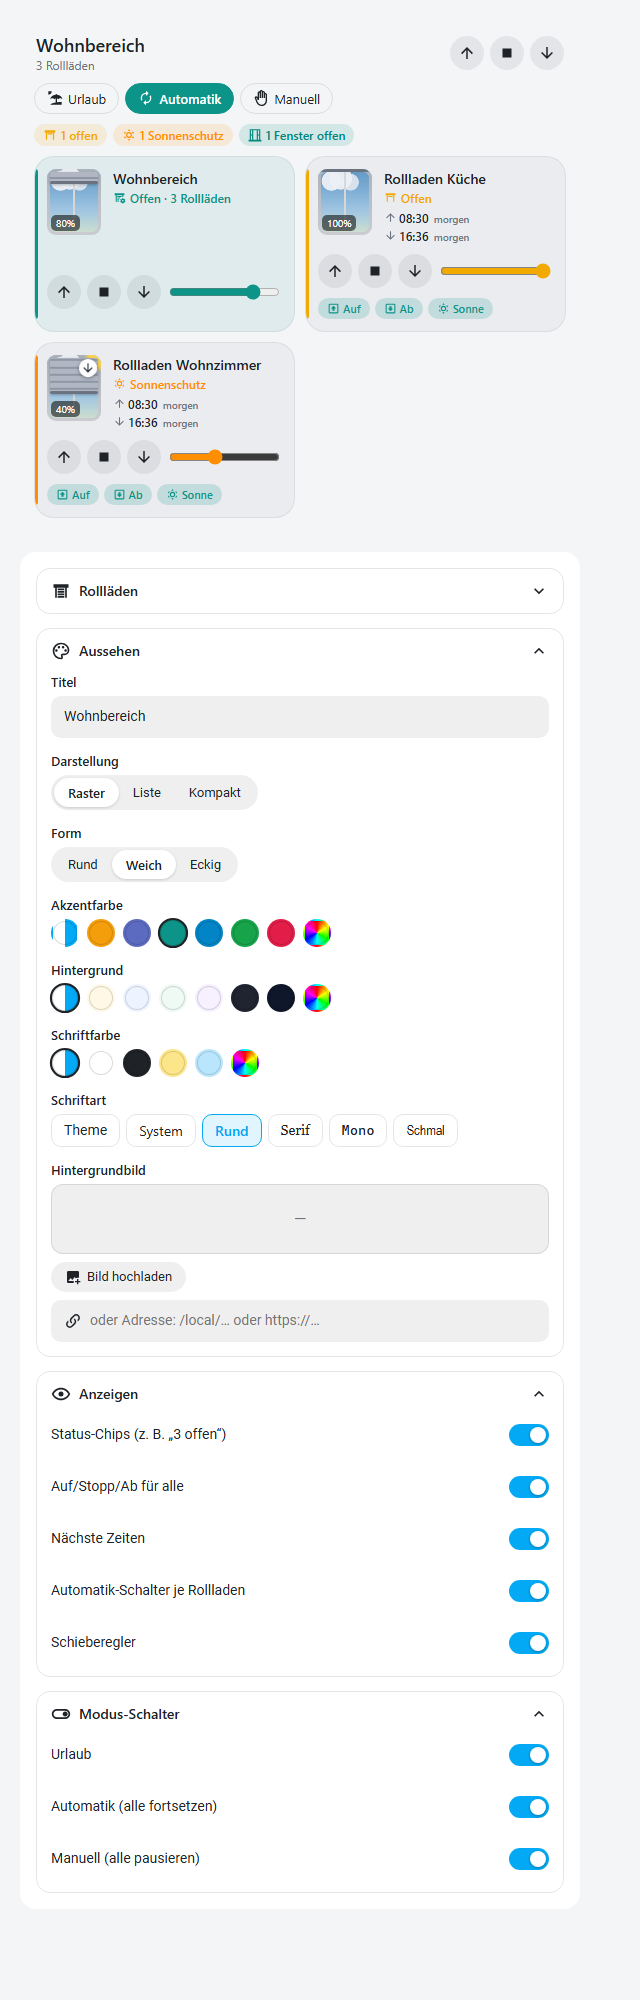 Wohnbereich
3 Rollläden
Urlaub
Automatik
Manuell
1 offen
1 Sonnenschutz
1 Fenster offen
Wohnbereich
Offen · 3 Rollläden
80%
Rollladen Küche
Offen
08:30 morgen
16:36 morgen
100%
Auf
Ab
Sonne
Rollladen Wohnzimmer
Sonnenschutz
08:30 morgen
16:36 morgen
40%
Auf
Ab
Sonne
Rollläden
Aussehen
Titel
Wohnbereich
Darstellung
Raster
Liste
Kompakt
Form
Rund
Weich
Eckig
Akzentfarbe
Hintergrund
Schriftfarbe
Schriftart
Theme
System
Rund
Serif
Mono
Schmal
Hintergrundbild
—
Bild hochladen
oder Adresse: /local/… oder https://…
Anzeigen
Status-Chips (z. B. „3 offen“)
Auf/Stopp/Ab für alle
Nächste Zeiten
Automatik-Schalter je Rollladen
Schieberegler
Modus-Schalter
Urlaub
Automatik (alle fortsetzen)
Manuell (alle pausieren)